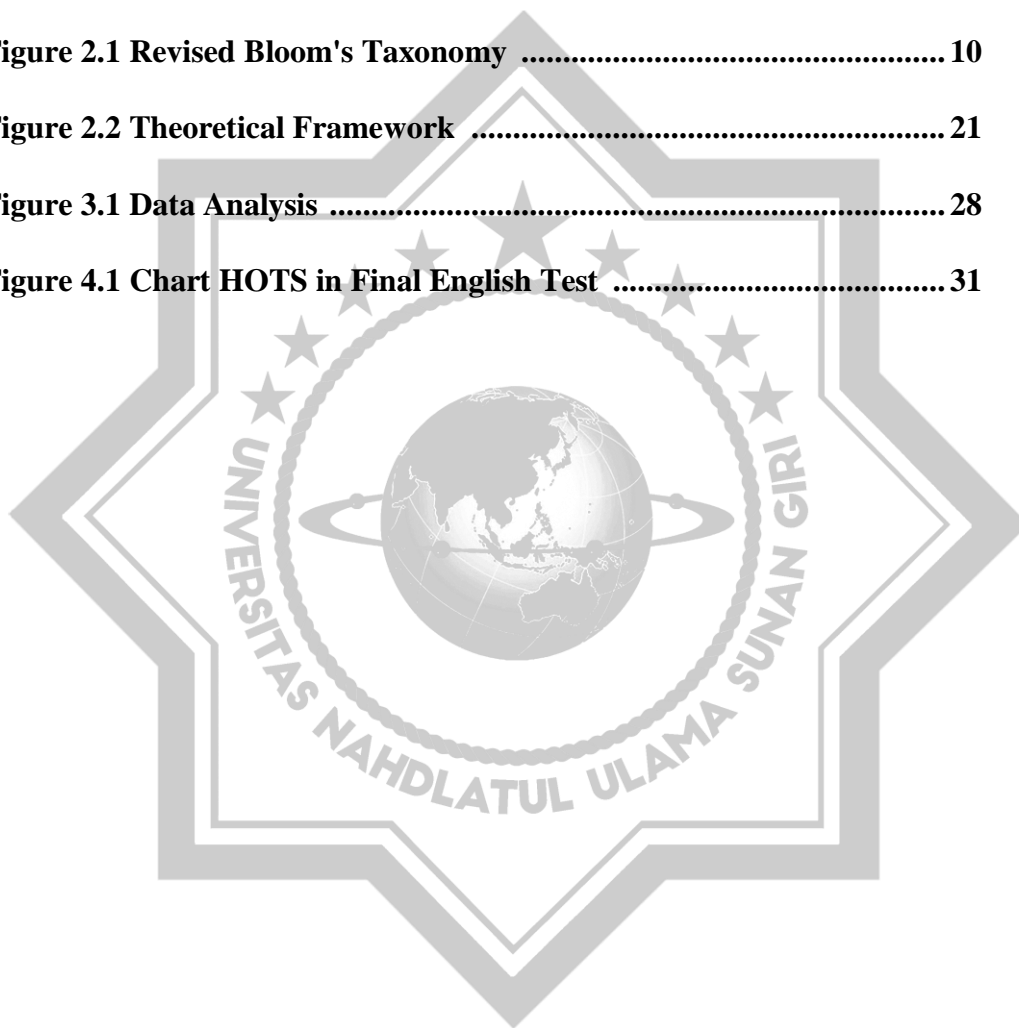 igure 2.1 Revised Bloom's Taxonomy ................................................... 10
igure 2.2 Theoretical Framework ......................................................... 21
igure 3.1 Data Analysis .......................................................................... 28
igure 4.1 Chart HOTS in Final English Test ........................................ 31
UNIVERSITAS NAHDLATUL ULAMA SUNAN GIRI